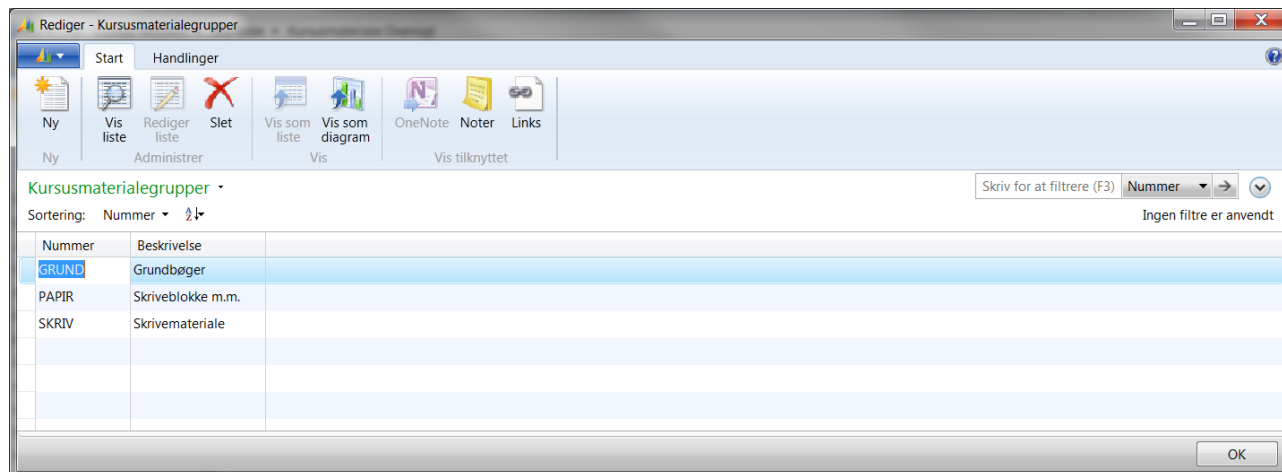 Rediger - Kursusmaterialegrupper
Start Handlinger
Ny Vis liste Rediger liste Slet Vis som liste Vis som diagram OneNote Noter Links
Ny Administrer Vis Vis tilknyttet
Kursusmaterialegrupper Skriv for at filtrere (F3) Nummer
Sortering: Nummer Ingen filtre er anvendt
Nummer Beskrivelse
GRUND Grundbøger
PAPIR Skriveblokke m.m.
SKRIV Skrivemateriale
OK